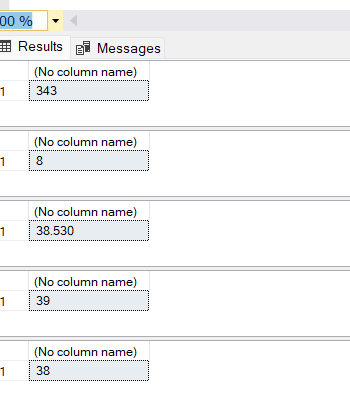 00 %
Results Messages
(No column name)
1 343
(No column name)
1 8
(No column name)
1 38.530
(No column name)
1 39
(No column name)
1 38